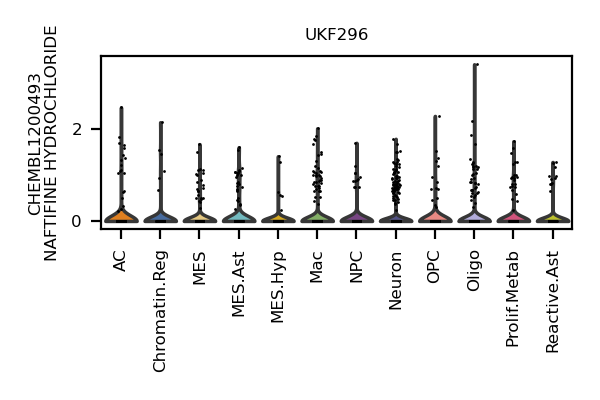 UKF296
CHEMBL1200493
NAFTIFINE HYDROCHLORIDE
2
0
AC
Chromatin.Reg
MES
MES.Ast
MES.Hyp
Mac
NPC
Neuron
OPC
Oligo
Prolif.Metab
Reactive.Ast